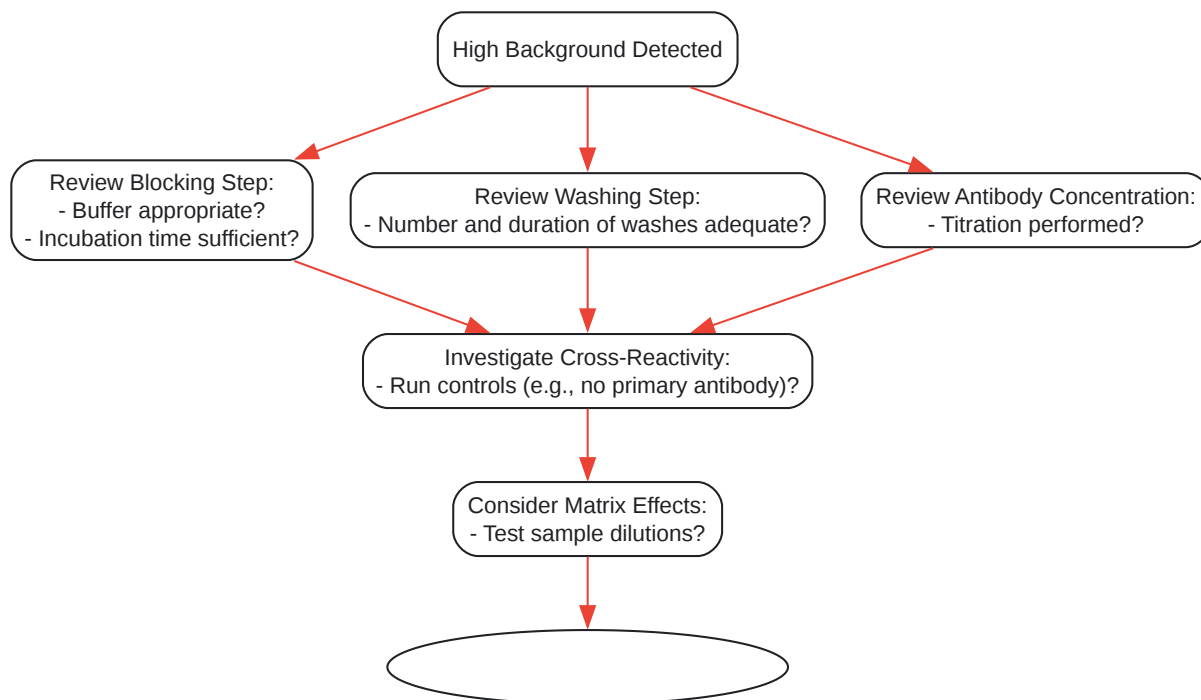 High Background Detected
Review Blocking Step:
- Buffer appropriate?
- Incubation time sufficient?
Review Washing Step:
- Number and duration of washes adequate?
Review Antibody Concentration:
- Titration performed?
Investigate Cross-Reactivity:
- Run controls (e.g., no primary antibody)?
Consider Matrix Effects:
- Test sample dilutions?